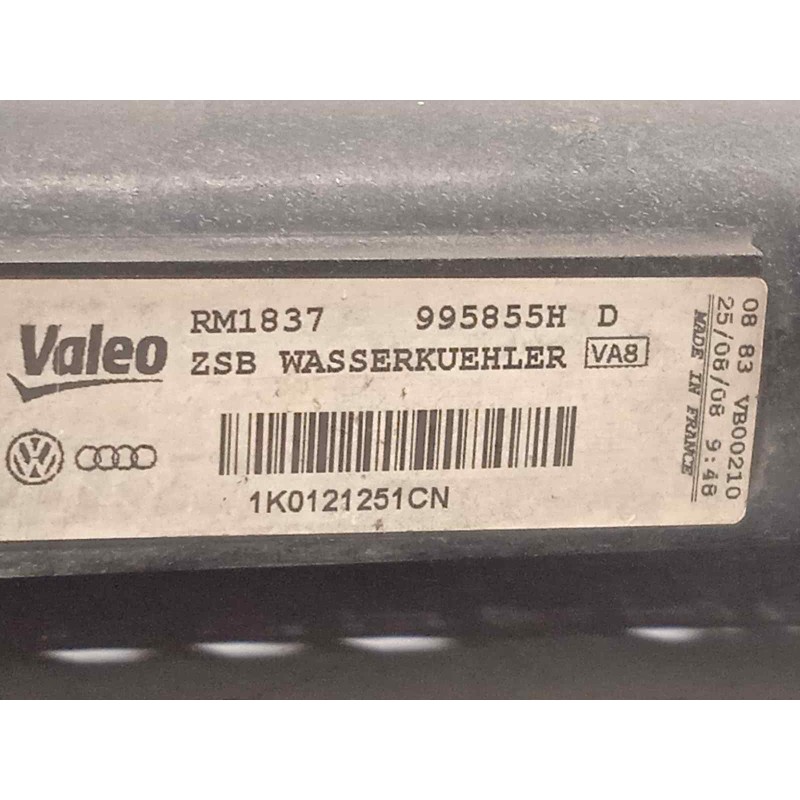 Valeo
RM1837 995855H D
ZSB WASSERKUEHLER VA8
1K0121251CN
08 83 VB00210
25/08/08 9:48
MADE IN FRANCE